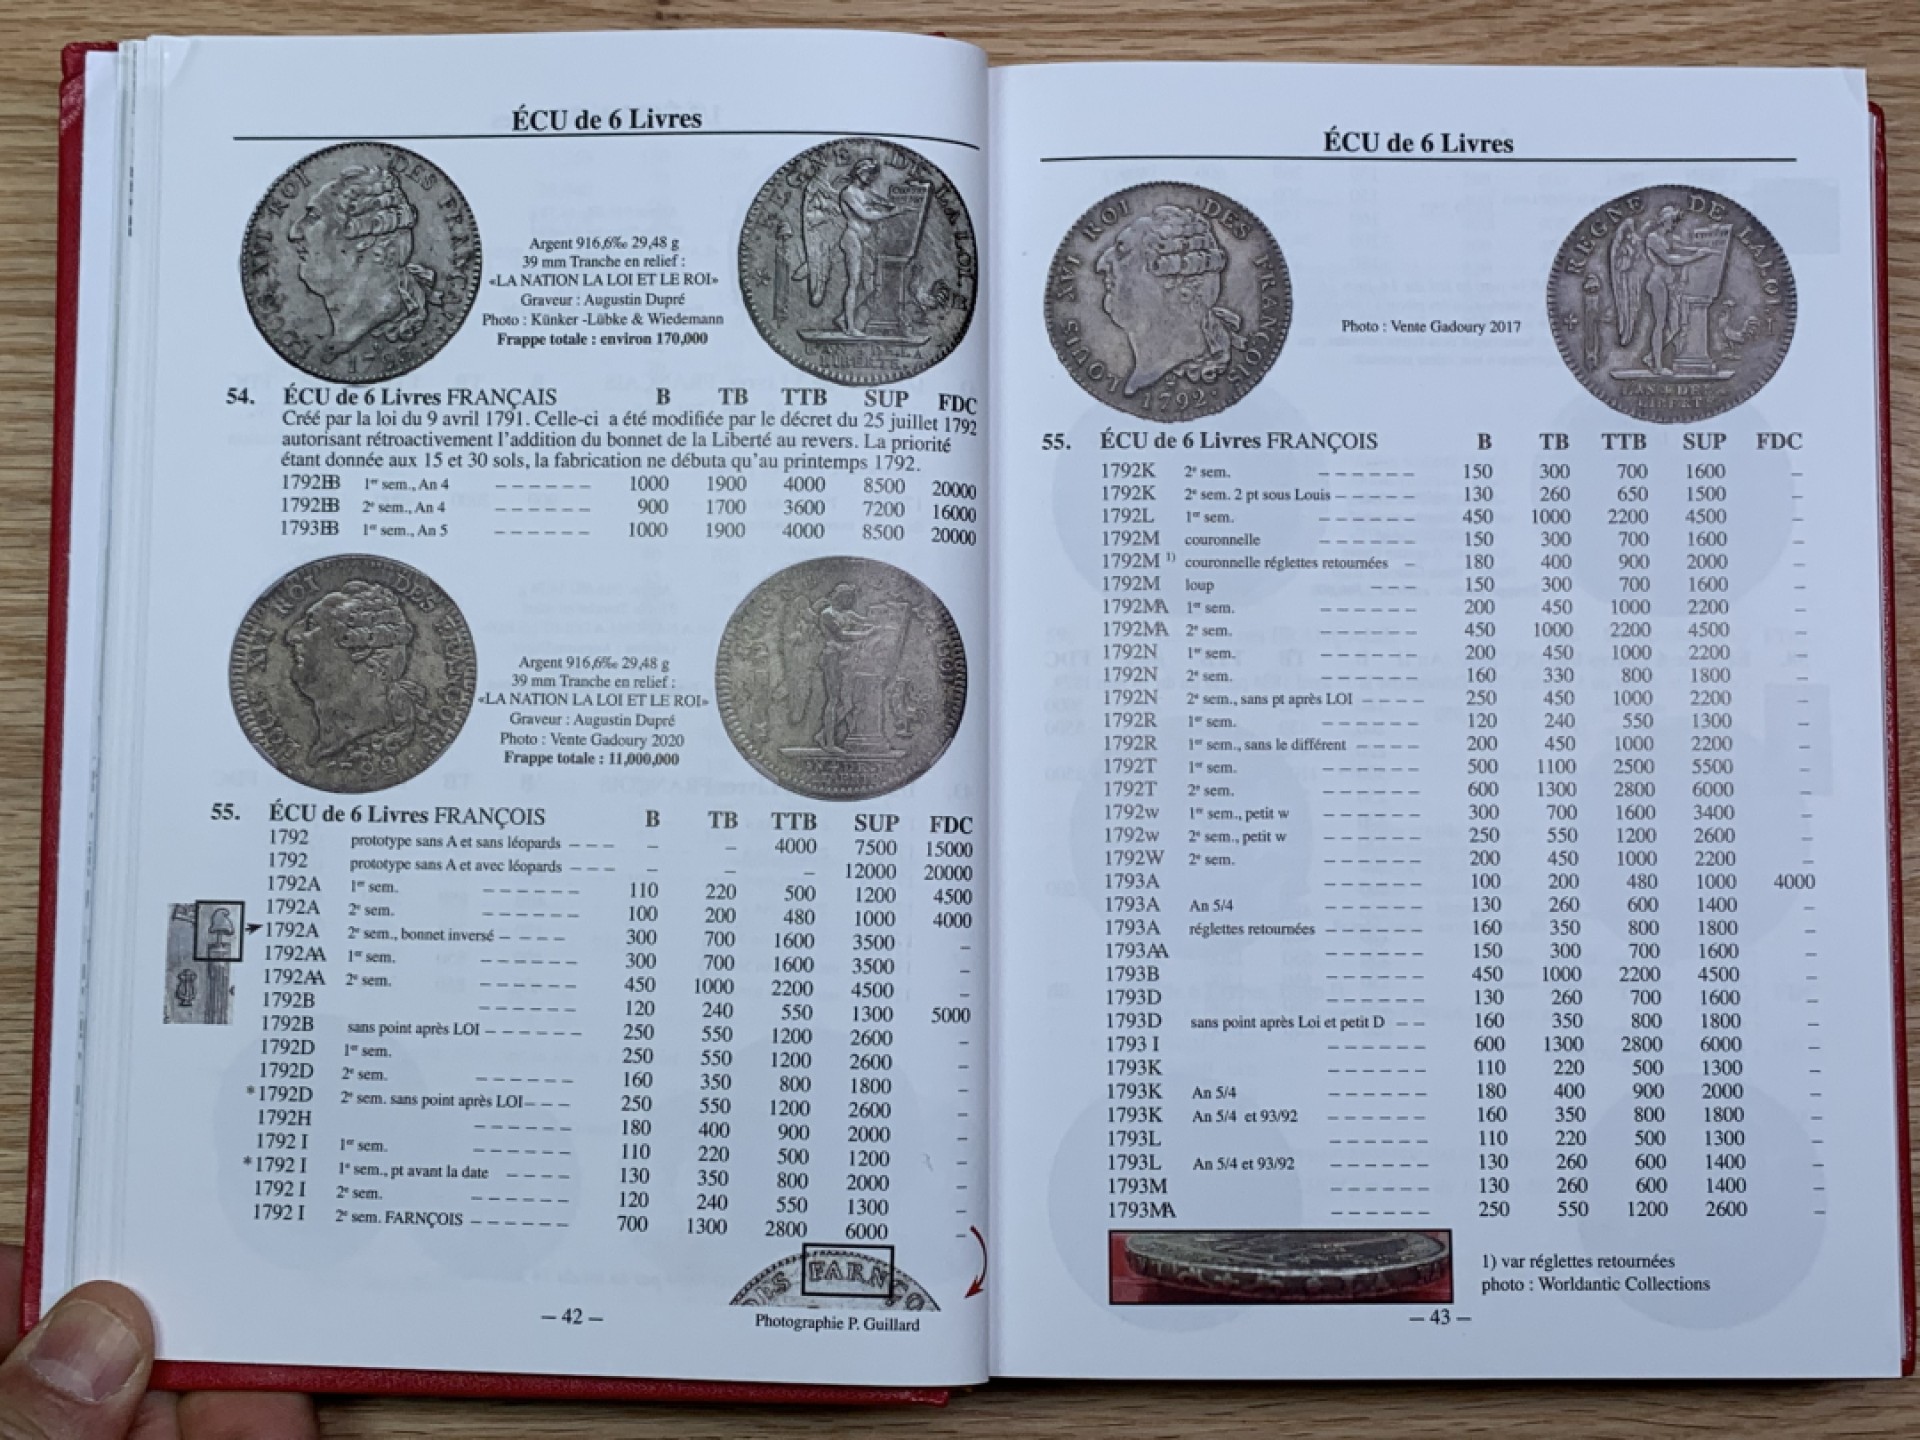 ÉCU de 6 Livres
Argent 916,6‰ 29,48 g
39 mm Tranche en relief :
«LA NATION LA LOI ET LE ROI»
Graveur : Augustin Dupré
Photo : Künker -Lübke & Wiedemann
Frappe totale : environ 170,000
54. ÉCU de 6 Livres FRANÇAIS B TB TTB SUP FDC
Créé par la loi du 9 avril 1791. Celle-ci a été modifiée par le décret du 25 juillet 1792
autorisant rétroactivement l'addition du bonnet de la Liberté au revers. La priorité
étant donnée aux 15 et 30 sols, la fabrication ne débuta qu'au printemps 1792.
1792BB 1er sem., An 4 – – – – – – 1000 1900 4000 8500 20000
1792BB 2e sem., An 4 – – – – – – 900 1700 3600 7200 16000
1793BB 1er sem., An 5 – – – – – – 1000 1900 4000 8500 20000
Argent 916,6‰ 29,48 g
39 mm Tranche en relief :
«LA NATION LA LOI ET LE ROI»
Graveur : Augustin Dupré
Photo : Vente Gadoury 2020
Frappe totale : 11,000,000
55. ÉCU de 6 Livres FRANÇOIS B TB TTB SUP FDC
1792 prototype sans A et sans léopards – – – – – 4000 7500 15000
1792 prototype sans A et avec léopards – – – – – – 12000 20000
1792A 1er sem. – – – – – – 110 220 500 1200 4500
1792A 2e sem. – – – – – – 100 200 480 1000 4000
1792A 2e sem., bonnet inversé – – – – 300 700 1600 3500 –
1792AA 1er sem. – – – – – – 300 700 1600 3500 –
1792AA 2e sem. – – – – – – 450 1000 2200 4500 –
1792B – – – – – – 120 240 550 1300 5000
1792B sans point après LOI – – – – – – 250 550 1200 2600 –
1792D 1er sem. 250 550 1200 2600 –
1792D 2e sem. – – – – – – 160 350 800 1800 –
*1792D 2e sem. sans point après LOI – – – 250 550 1200 2600 –
1792H – – – – – – 180 400 900 2000 –
1792 I 1er sem. – – – – – – 110 220 500 1200 –
*1792 I 1e sem., pt avant la date – – – – 130 350 800 2000 –
1792 I 2e sem. – – – – – – 120 240 550 1300 –
1792 I 2e sem. FARNÇOIS – – – – – – 700 1300 2800 6000 –
DES FARNÇO
— 42 —
Photographie P. Guillard
ÉCU de 6 Livres
LOUIS XVI ROI DES FRANÇOIS
1792
REGNE DE LA LOI
Photo : Vente Gadoury 2017
55. ÉCU de 6 Livres FRANÇOIS B TB TTB SUP FDC
1792K 2e sem. – – – – – – 150 300 700 1600 –
1792K 2e sem. 2 pt sous Louis – – – – – 130 260 650 1500 –
1792L 1er sem. – – – – – – 450 1000 2200 4500 –
1792M couronnelle – – – – – – 150 300 700 1600 –
1792M 1) couronnelle réglettes retournées – 180 400 900 2000 –
1792M loup – – – 150 300 700 1600 –
1792MA 1er sem. – – – – – – 200 450 1000 2200 –
1792MA 2e sem. – – – – – – 450 1000 2200 4500 –
1792N 1er sem. – – – – – – 200 450 1000 2200 –
1792N 2e sem. – – – – – – 160 330 800 1800 –
1792N 2e sem., sans pt après LOI – – – – 250 450 1000 2200 –
1792R 1er sem. – – – – – – 120 240 550 1300 –
1792R 1er sem., sans le différent – – – – 200 450 1000 2200 –
1792T 1er sem. – – – – – – 500 1100 2500 5500 –
1792T 2e sem. – – – – – – 600 1300 2800 6000 –
1792w 1er sem., petit w – – – – – – 300 700 1600 3400 –
1792w 2e sem., petit w – – – – – – 250 550 1200 2600 –
1792W 2e sem. – – – – – – 200 450 1000 2200 –
1793A – – – – – – 100 200 480 1000 4000
1793A An 5/4 – – – – – – 130 260 600 1400 –
1793A réglettes retournées – – – – – – 160 350 800 1800 –
1793AA – – – – – – 150 300 700 1600 –
1793B – – – – – – 450 1000 2200 4500 –
1793D – – – – – – 130 260 700 1600 –
1793D sans point après Loi et petit D – – 160 350 800 1800 –
1793 I – – – – – – 600 1300 2800 6000 –
1793K – – – – – – 110 220 500 1300 –
1793K An 5/4 – – – – – – 180 400 900 2000 –
1793K An 5/4 et 93/92 – – – – – – 160 350 800 1800 –
1793L – – – – – – 110 220 500 1300 –
1793L An 5/4 et 93/92 – – – – – – 130 260 600 1400 –
1793M – – – – – – 130 260 600 1400 –
1793MA – – – – – – 250 550 1200 2600 –
1) var réglettes retournées
photo : Worldantic Collections
— 43 —